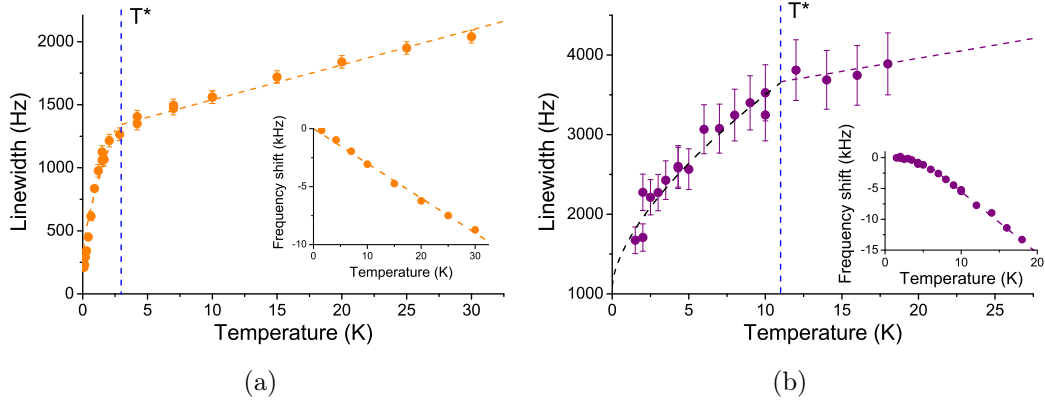 T*
Linewidth (Hz)
2000
1500
1000
500
0
0 5 10 15 20 25 30
Temperature (K)
Frequency shift (kHz)
0
-5
-10
0 10 20 30
Temperature (K)
(a)
T*
Linewidth (Hz)
4000
3000
2000
1000
0 5 10 15 20 25
Temperature (K)
Frequency shift (kHz)
0
-5
-10
-15
0 10 20
Temperature (K)
(b)